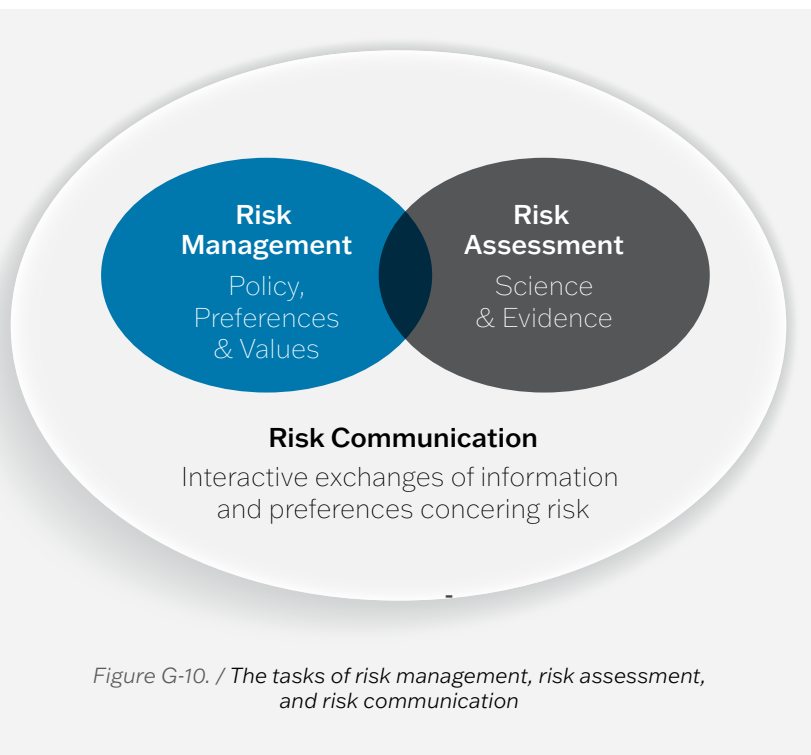 Risk
Management
Policy,
Preferences
& Values
Risk
Assessment
Science
& Evidence
Risk Communication
Interactive exchanges of information
and preferences concering risk
Figure G-10. / The tasks of risk management, risk assessment,
and risk communication